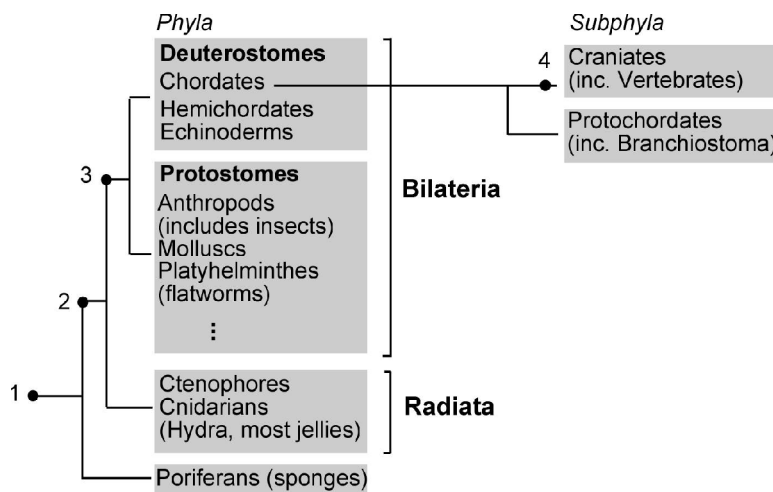 Phyla
Subphyla
Deuterostomes
Chordates
Hemichordates
Echinoderms
4
Craniates
(inc. Vertebrates)
Protochordates
(inc. Branchiostoma)
3
Protostomes
Anthropods
(includes insects)
Molluscs
Platyhelminthes
(flatworms)
⋮
Bilateria
2
1
Ctenophores
Cnidarians
(Hydra, most jellies)
Radiata
Poriferans (sponges)